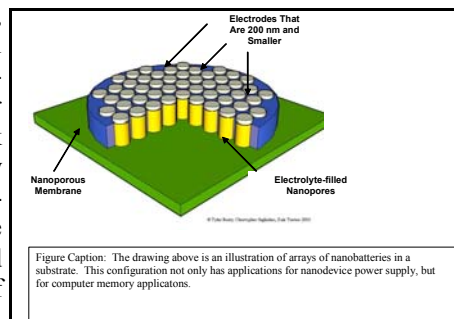 Electrodes That
Are 200 nm and
Smaller
Nanoporous
Membrane
Electrolyte-filled
Nanopores
Figure Caption: The drawing above is an illustration of arrays of nanobatteries in a
substrate. This configuration not only has applications for nanodevice power supply, but
for computer memory applicatons.